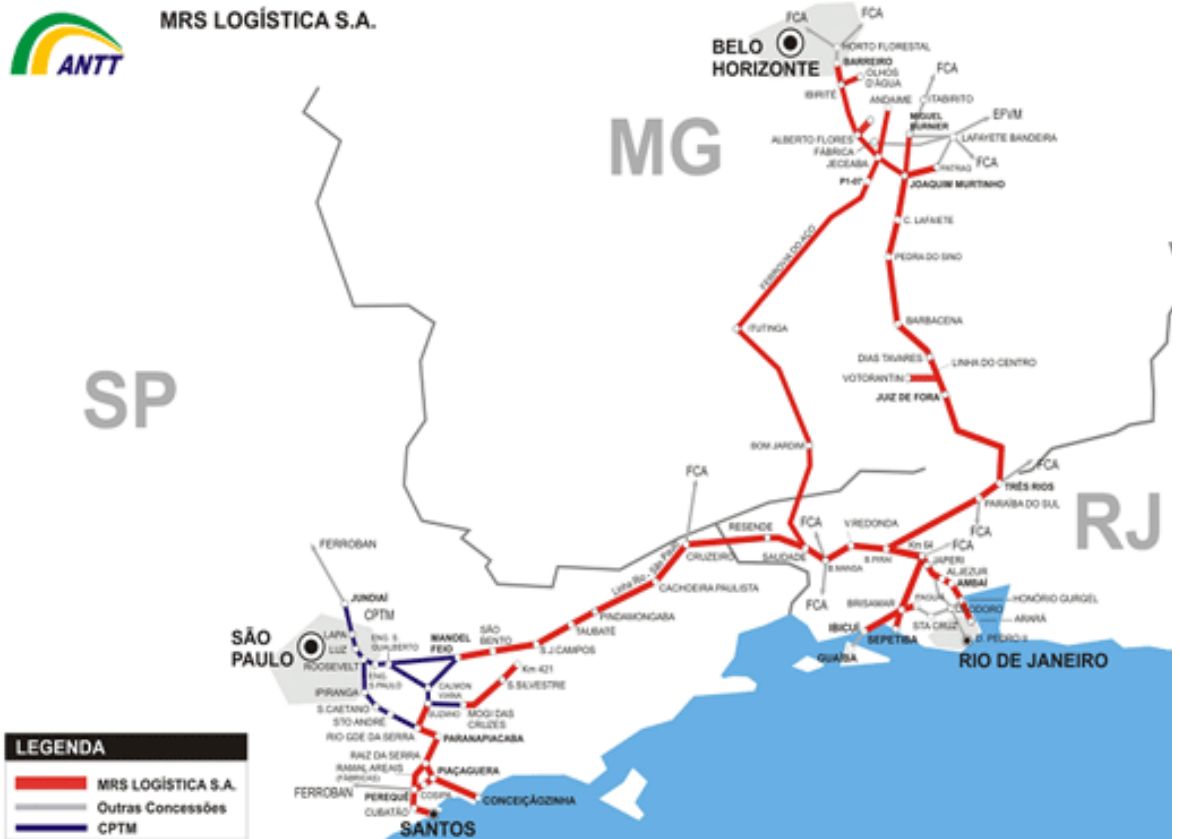 MRS LOGÍSTICA S.A.
ANTT
FCA
FCA
BELO
HORIZONTE
HORTO FLORESTAL
BARREIRO
OLHOS
D'ÁGUA
FCA
IBIRITÉ
ANDAIME
ITABIRITO
MG
MIGUEL
BURNIER
EFVM
ALBERTO FLORES
LAFAYETE BANDEIRA
FÁBRICA
JECEABA
FCA
P1-07
JOAQUIM MURTINHO
C. LAFAIETE
FERROVIA DO AÇO
PEDRA DO SINO
ITUTINGA
BARBACENA
DIAS TAVARES
LINHA DO CENTRO
VOTORANTIN
SP
JUIZ DE FORA
BOM JARDIM
FCA
FCA
TRÊS RIOS
PARAÍBA DO SUL
RJ
RESENDE
FCA
V.REDONDA
FCA
Km 64
FCA
CRUZEIRO
SAUDADE
B.MANSA
B.PIRAI
JAPERI
Linha Rio - São Paulo
CACHOEIRA PAULISTA
ALJEZUR
AMBAÍ
FERROBAN
JUNDIAÍ
CPTM
PINDAMONGABA
FCA
BRISAMAR
HONÓRIO GURGEL
DEODORO
ARARÁ
STA CRUZ
IBICUÍ
SEPETIBA
D. PEDRO II
GUAÍBA
RIO DE JANEIRO
TAUBATÉ
SÃO
BENTO
S.J.CAMPOS
MANOEL
FEIO
ENG. S.
GUALBERTO
SÃO
PAULO
LAPA
LUZ
ROOSEVELT
ENG.
S.PAULO
Km 421
S.SILVESTRE
CALMON
VIANA
IPIRANGA
SUZANO
MOGI DAS
CRUZES
S.CAETANO
STO ANDRÉ
RIO GDE DA SERRA
PARANAPIACABA
RAIZ DA SERRA
RAMAL AREAIS
(FÁBRICAS)
PIAÇAGUERA
FERROBAN
PEREQUÊ
COSIPA
CONCEIÇÃOZINHA
CUBATÃO
SANTOS
LEGENDA
MRS LOGÍSTICA S.A.
Outras Concessões
CPTM